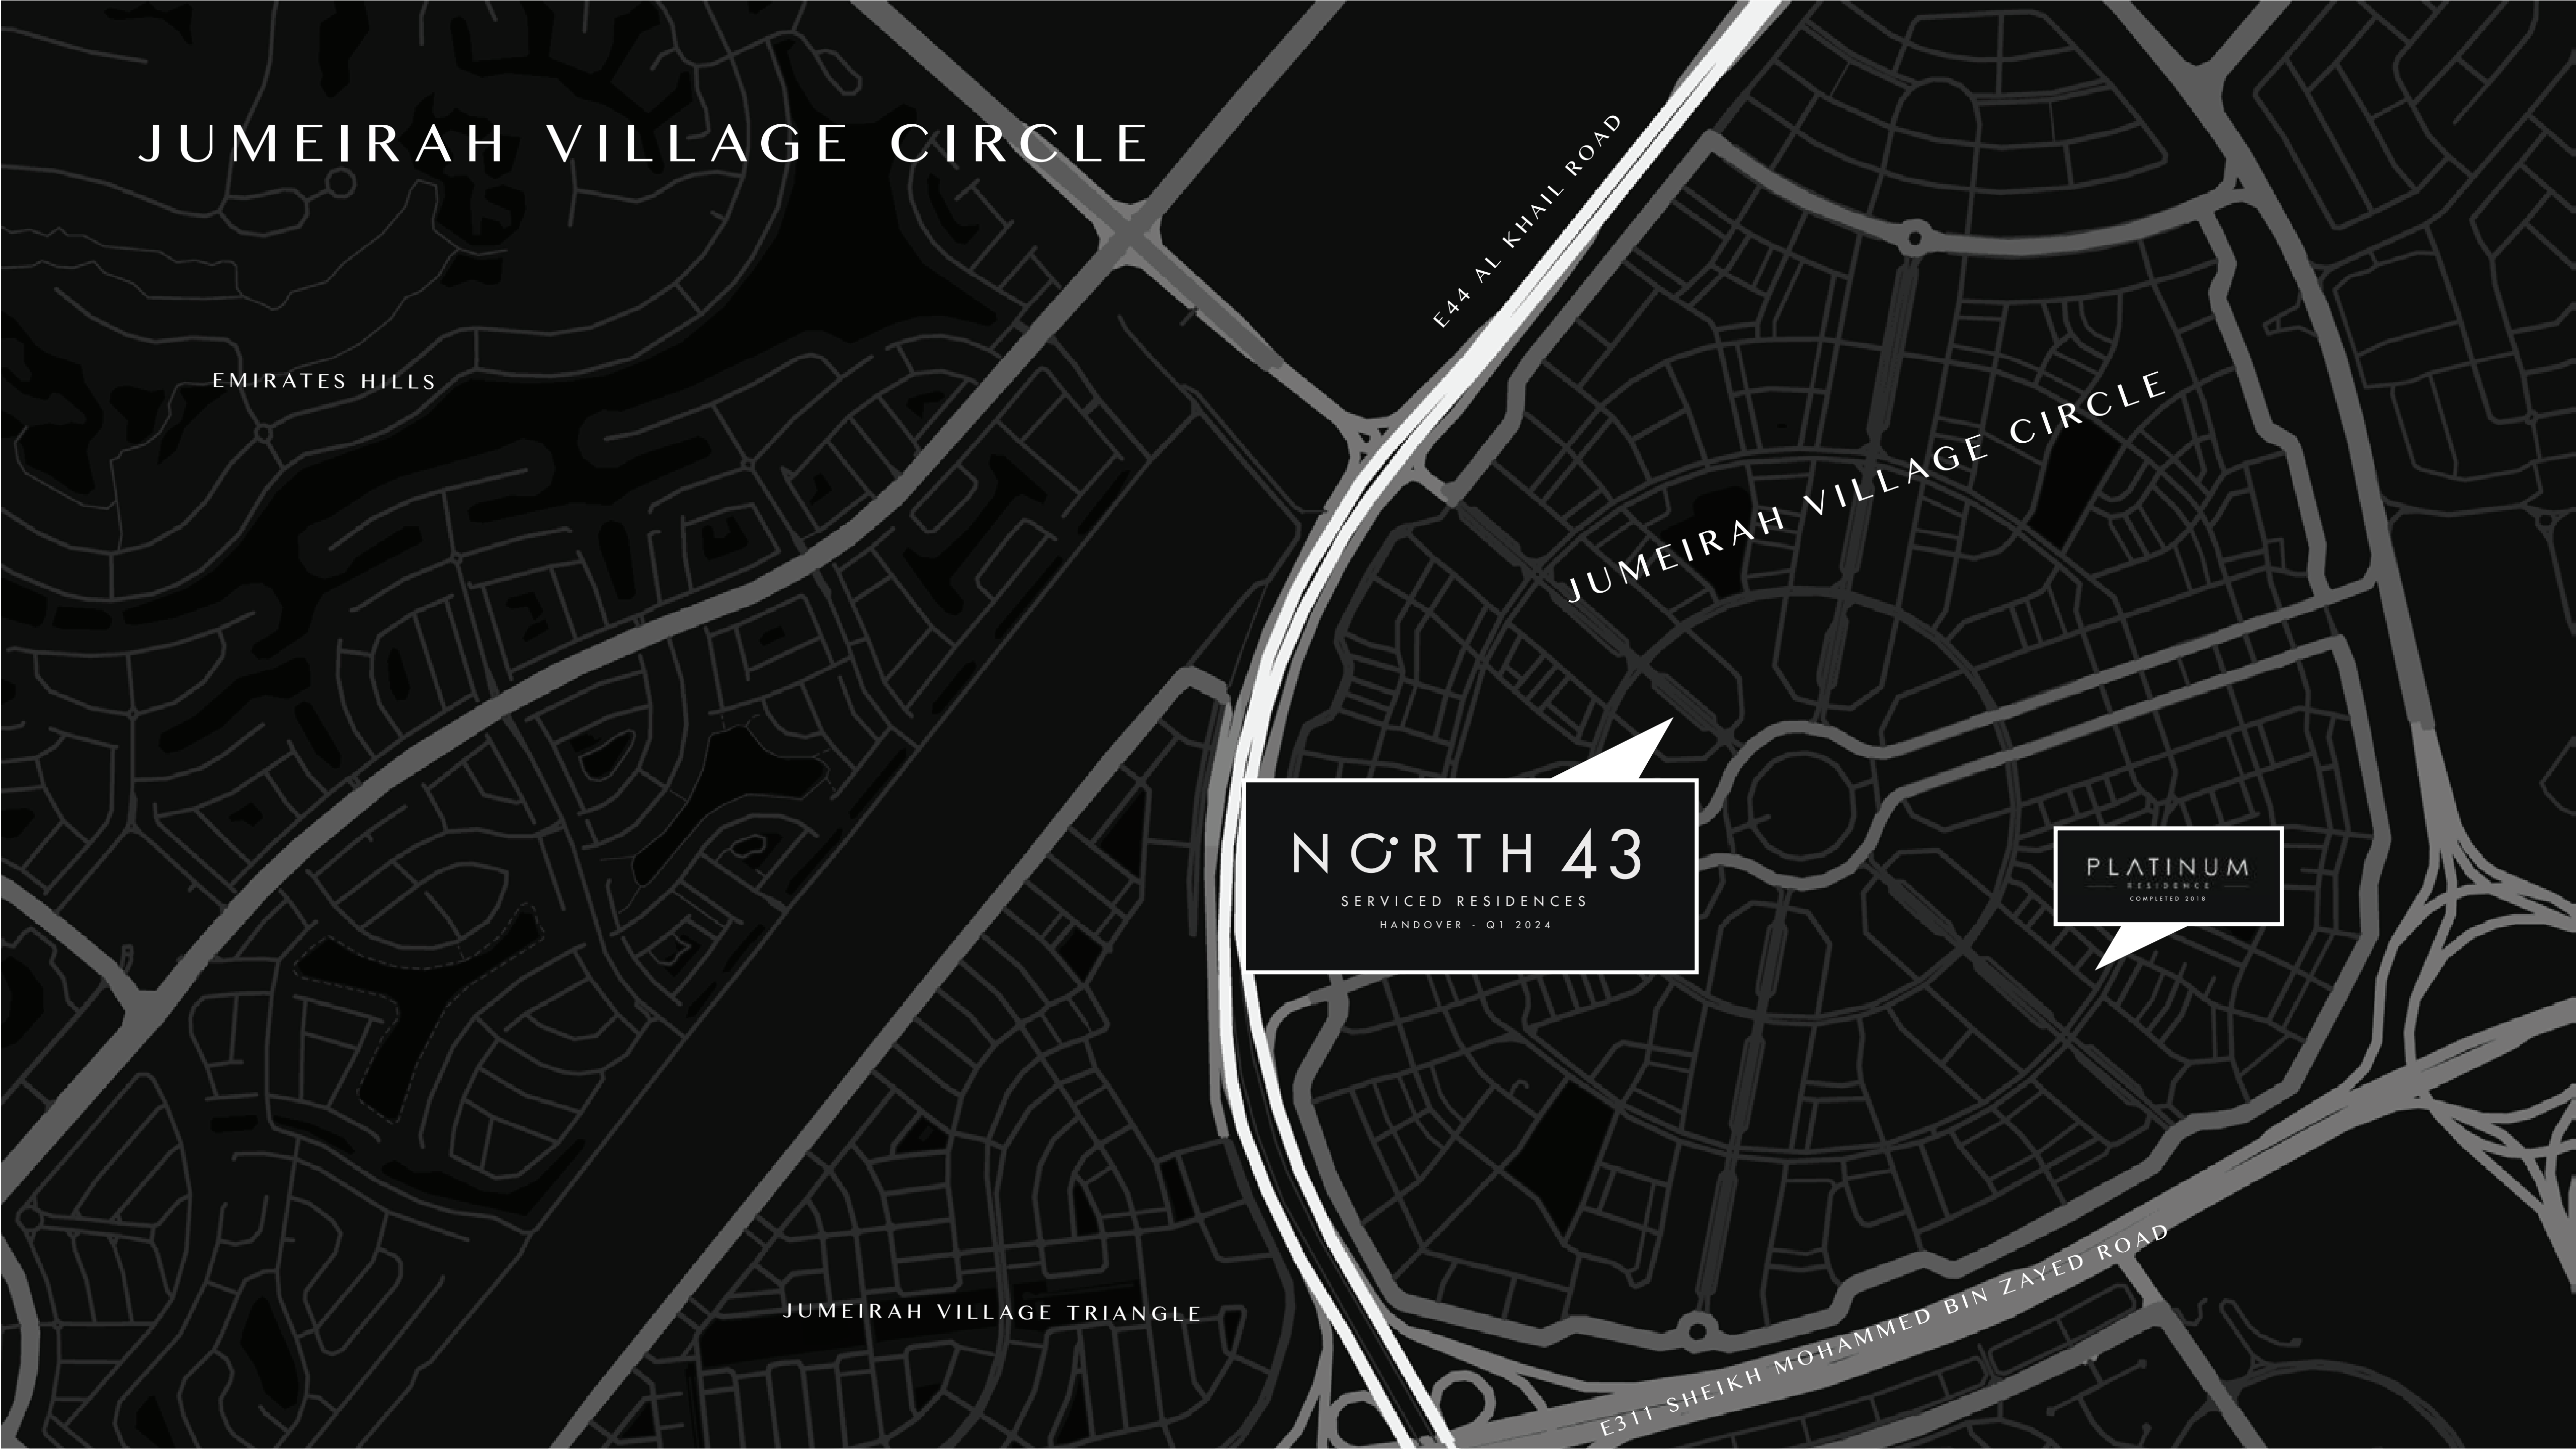 JUMEIRAH VILLAGE CIRCLE
E44 AL KHAIL ROAD
EMIRATES HILLS
JUMEIRAH VILLAGE CIRCLE
NORTH 43
SERVICED RESIDENCES
HANDOVER - Q1 2024
PLATINUM
RESIDENCE
COMPLETED 2018
JUMEIRAH VILLAGE TRIANGLE
E311 SHEIKH MOHAMMED BIN ZAYED ROAD